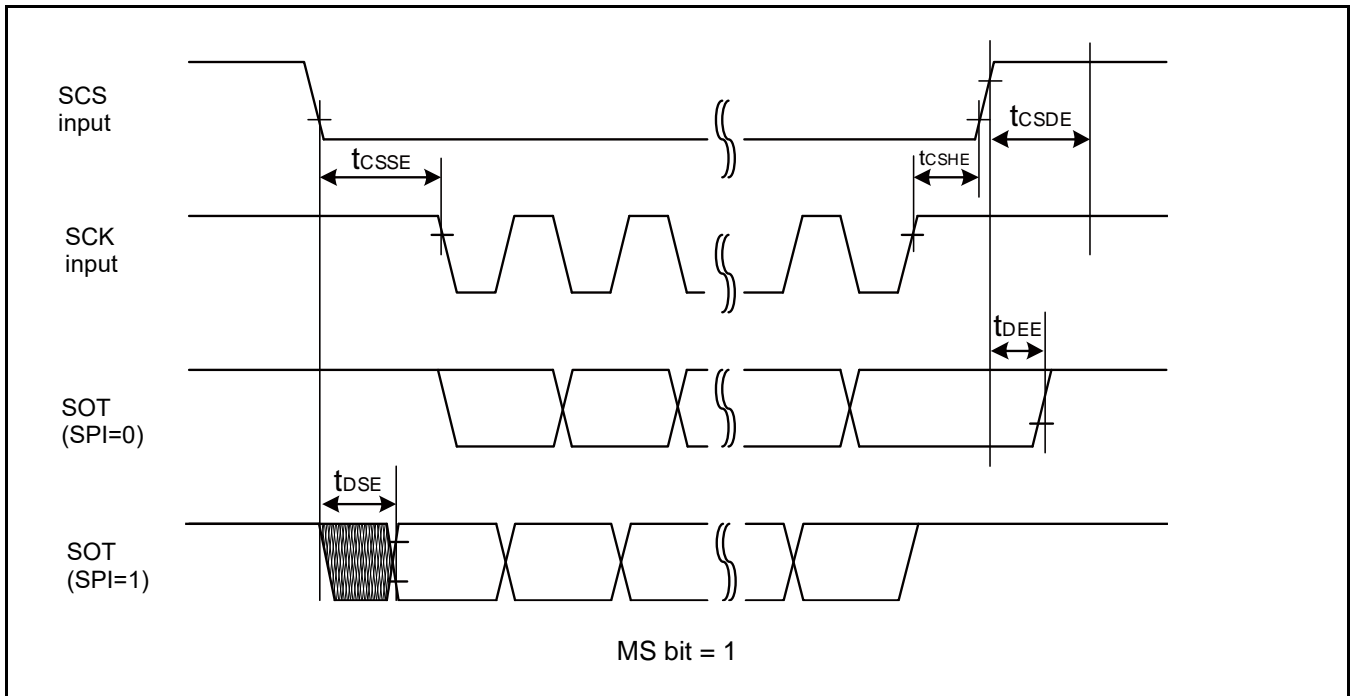 SCS
input
tCSDE
tCSSE
tCSHE
SCK
input
tDEE
SOT
(SPI=0)
tDSE
SOT
(SPI=1)
MS bit = 1